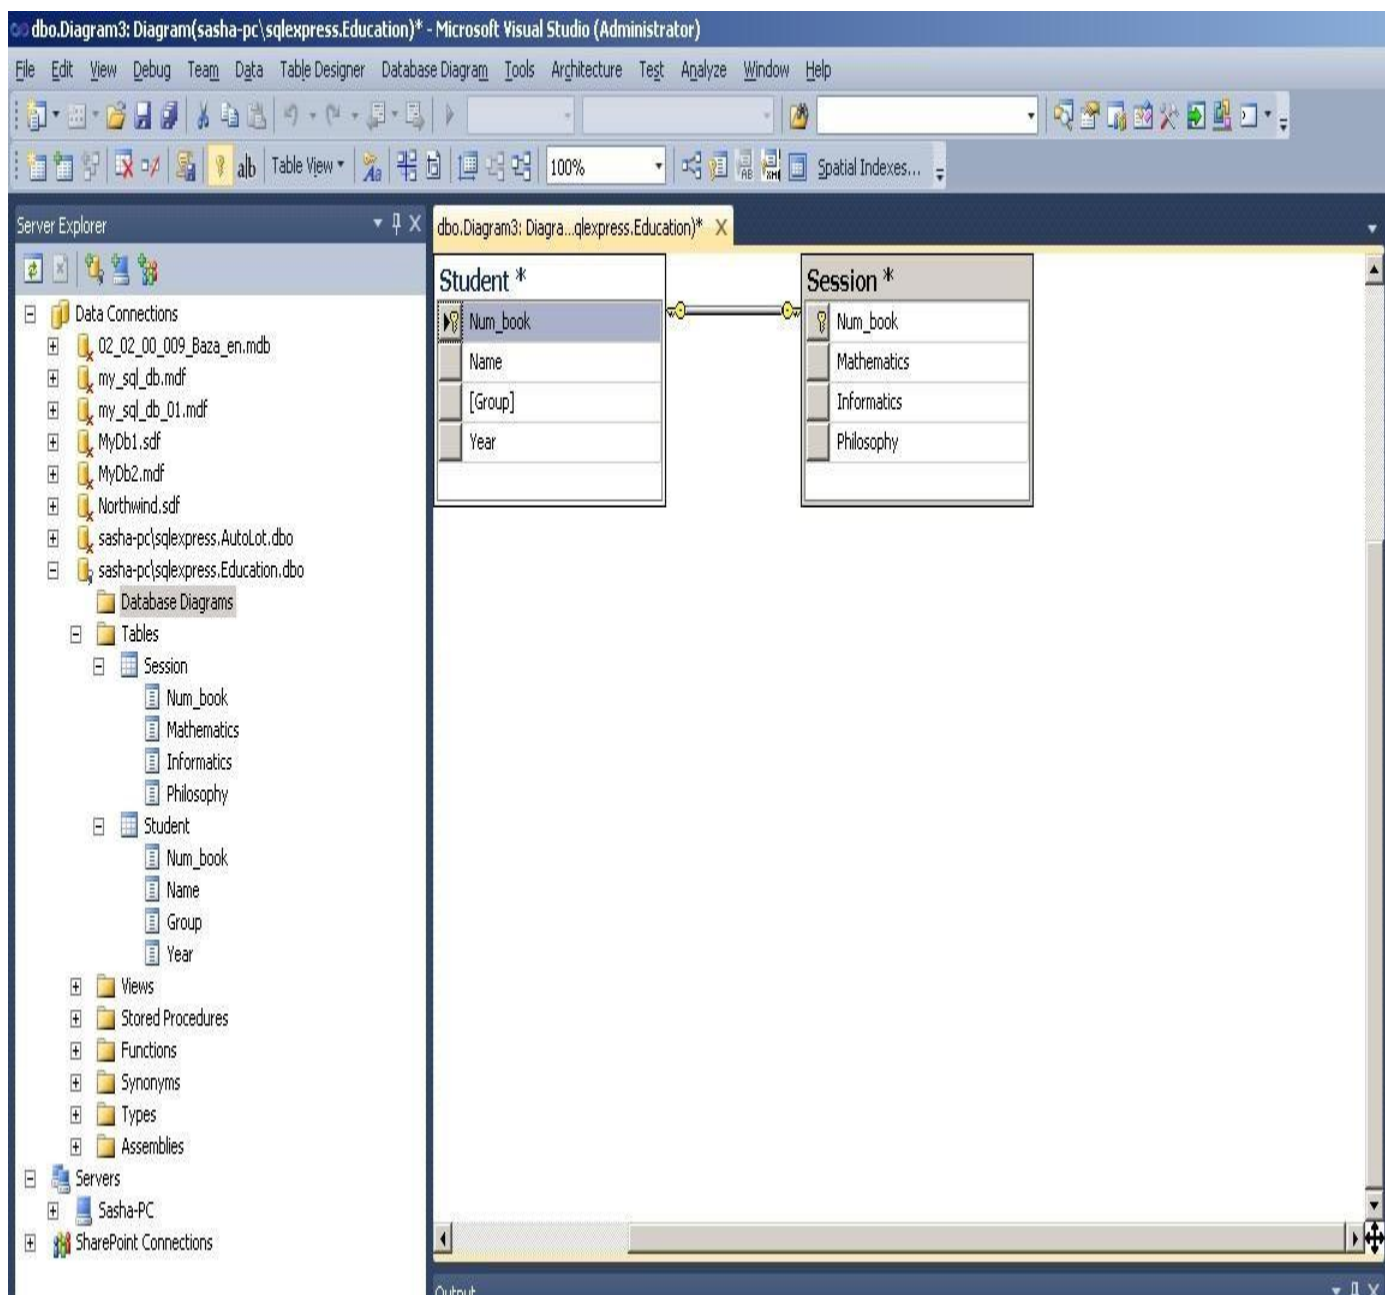 dbo.Diagram3: Diagram(sasha-pc\sqlexpress.Education)* - Microsoft Visual Studio (Administrator)
File Edit View Debug Team Data Table Designer Database Diagram Tools Architecture Test Analyze Window Help
ab Table View Aa 100% AB XML Spatial Indexes...
Server Explorer
dbo.Diagram3: Diagra...qlexpress.Education)* X
Data Connections
02_02_00_009_Baza_en.mdb
my_sql_db.mdf
my_sql_db_01.mdf
MyDb1.sdf
MyDb2.mdf
Northwind.sdf
sasha-pc\sqlexpress.AutoLot.dbo
sasha-pc\sqlexpress.Education.dbo
Database Diagrams
Tables
Session
Num_book
Mathematics
Informatics
Philosophy
Student
Num_book
Name
Group
Year
Views
Stored Procedures
Functions
Synonyms
Types
Assemblies
Servers
Sasha-PC
SharePoint Connections
Student *
Num_book
Name
[Group]
Year
Session *
Num_book
Mathematics
Informatics
Philosophy
Output